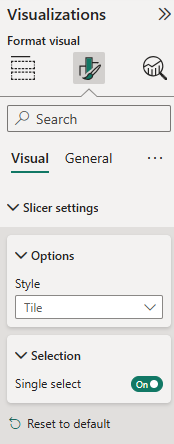 Visualizations
Format visual
Search
Visual General
Slicer settings
Options
Style
Tile
Selection
Single select On
Reset to default